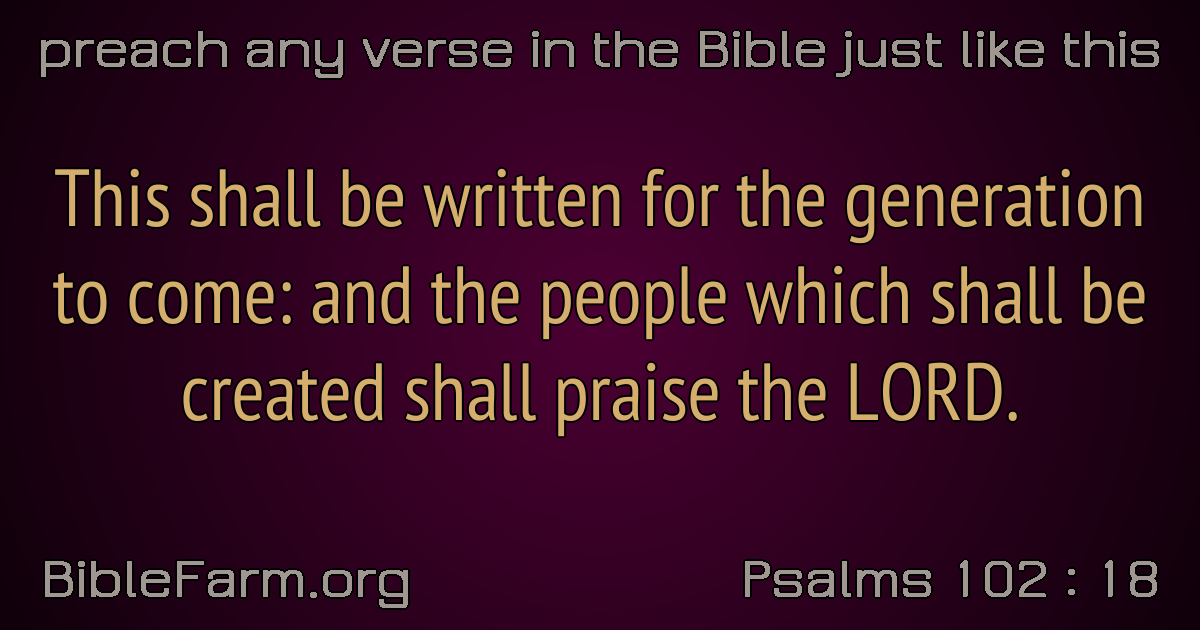 preach any verse in the Bible just like this
This shall be written for the generation
to come: and the people which shall be
created shall praise the LORD.
BibleFarm.org
Psalms 102 : 18